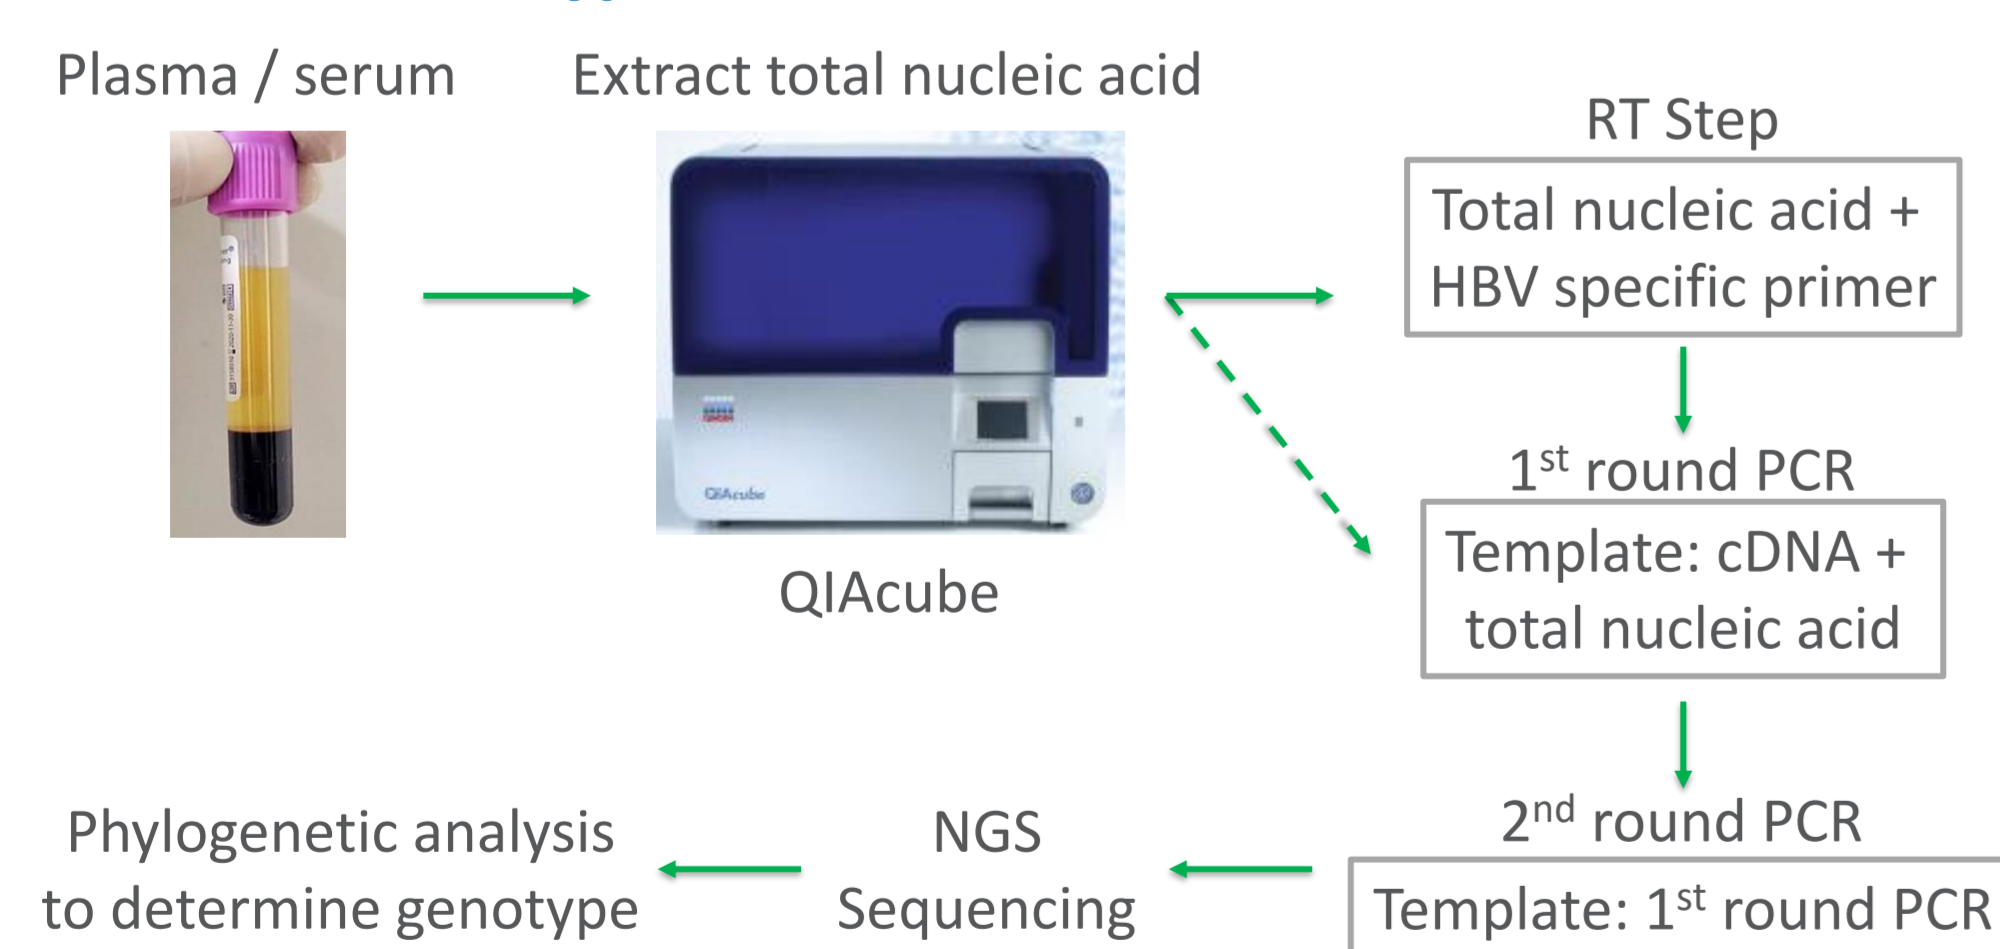 Plasma / serum
Extract total nucleic acid
RT Step
Total nucleic acid +
HBV specific primer
QIAcube
1st round PCR
Template: cDNA +
total nucleic acid
QIAcube
2nd round PCR
Template: 1st round PCR
NGS
Sequencing
Phylogenetic analysis
to determine genotype